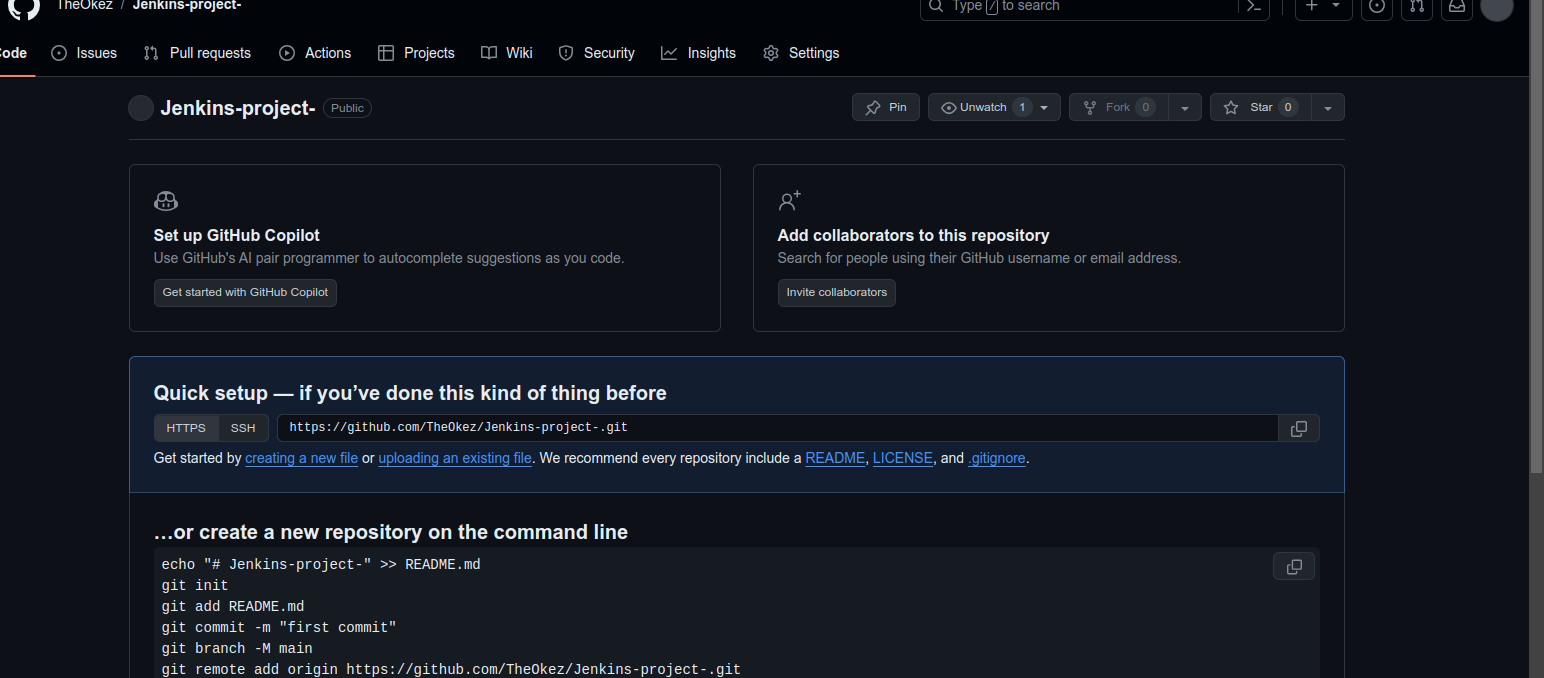 TheOkez / Jenkins-project-
Type / to search
ode Issues Pull requests Actions Projects Wiki Security Insights Settings
Jenkins-project- Public Pin Unwatch 1 Fork 0 Star 0
Set up GitHub Copilot
Use GitHub's AI pair programmer to autocomplete suggestions as you code.
Get started with GitHub Copilot
Add collaborators to this repository
Search for people using their GitHub username or email address.
Invite collaborators
Quick setup — if you’ve done this kind of thing before
HTTPS SSH https://github.com/TheOkez/Jenkins-project-.git
Get started by creating a new file or uploading an existing file. We recommend every repository include a README, LICENSE, and .gitignore.
…or create a new repository on the command line
echo "# Jenkins-project-" >> README.md
git init
git add README.md
git commit -m "first commit"
git branch -M main
git remote add origin https://github.com/TheOkez/Jenkins-project-.git